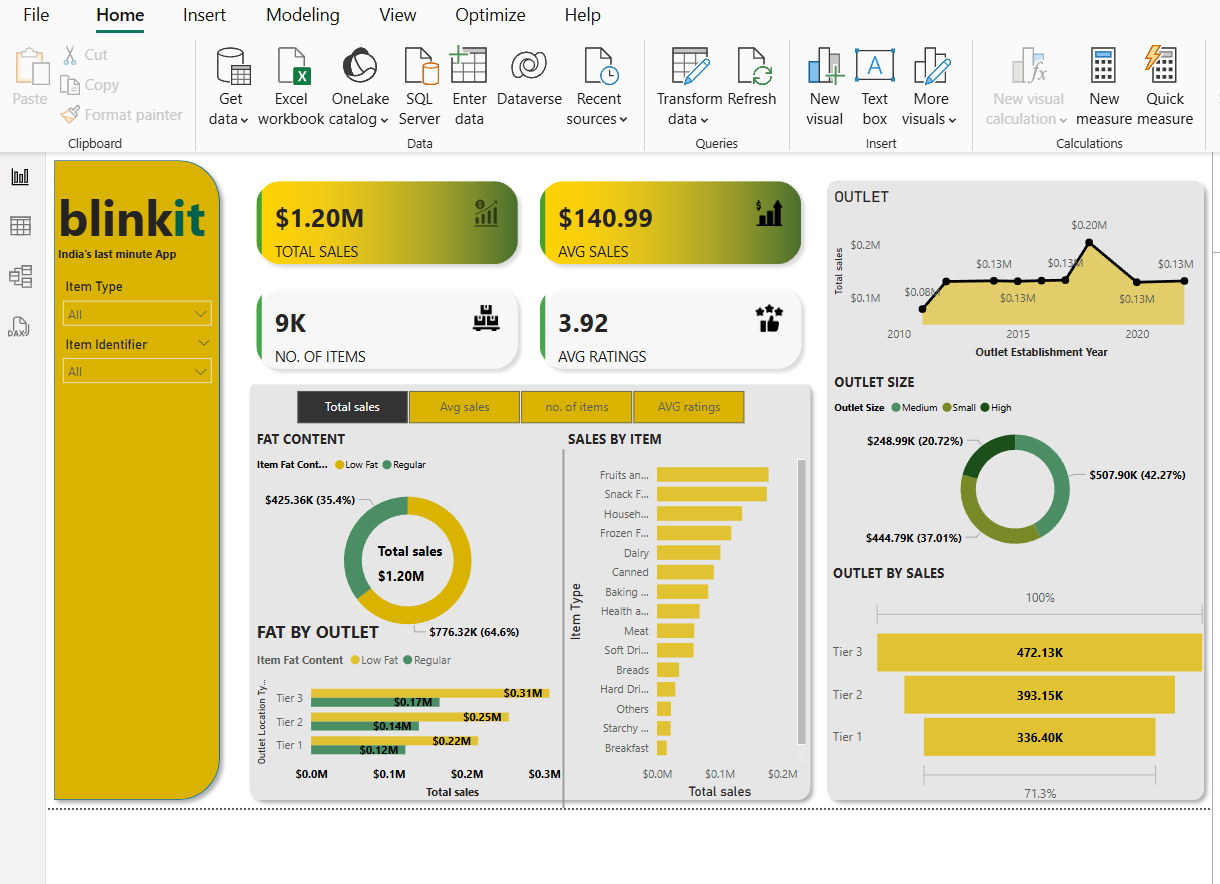 File Home Insert Modeling View Optimize Help
Paste
Cut
Copy
Format painter
Clipboard
Get data
Excel workbook
OneLake catalog
SQL Server
Enter data
Dataverse
Recent sources
Data
Transform data
Refresh
Queries
New visual
Text box
More visuals
Insert
New visual calculation
New measure
Quick measure
Calculations
DAX
blinkit
India's last minute App
Item Type
All
Item Identifier
All
$1.20M
TOTAL SALES
$140.99
AVG SALES
9K
NO. OF ITEMS
3.92
AVG RATINGS
Total sales Avg sales no. of items AVG ratings
FAT CONTENT
Item Fat Cont... Low Fat Regular
$425.36K (35.4%)
Total sales
$1.20M
$776.32K (64.6%)
FAT BY OUTLET
Item Fat Content Low Fat Regular
Outlet Location Ty...
Tier 3 $0.31M
$0.17M
Tier 2 $0.25M
$0.14M
Tier 1 $0.22M
$0.12M
$0.0M $0.1M $0.2M $0.3M
Total sales
SALES BY ITEM
Item Type
Fruits an...
Snack F...
Househ...
Frozen F...
Dairy
Canned
Baking ...
Health a...
Meat
Soft Dri...
Breads
Hard Dri...
Others
Starchy ...
Breakfast
$0.0M $0.1M $0.2M
Total sales
OUTLET
Total sales
$0.2M
$0.1M
$0.08M
$0.13M
$0.13M
$0.13M
$0.20M
$0.13M
$0.13M
2010 2015 2020
Outlet Establishment Year
OUTLET SIZE
Outlet Size Medium Small High
$248.99K (20.72%)
$507.90K (42.27%)
$444.79K (37.01%)
OUTLET BY SALES
100%
Tier 3 472.13K
Tier 2 393.15K
Tier 1 336.40K
71.3%